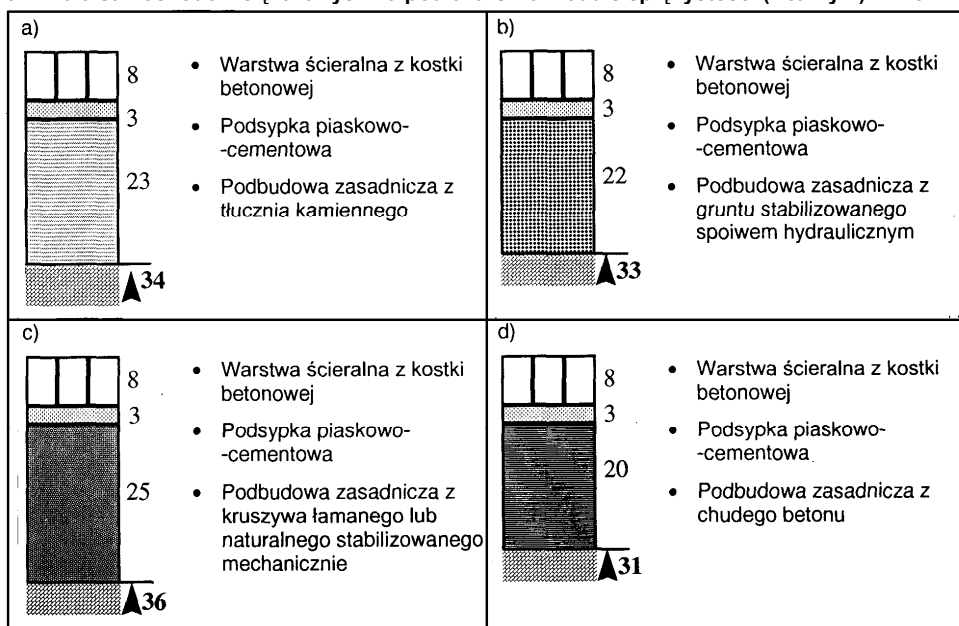 a)
8
3
23
34
• Warstwa ścieralna z kostki
betonowej
• Podsypka piaskowo-
-cementowa
• Podbudowa zasadnicza z
tłucznia kamiennego
b)
8
3
22
33
• Warstwa ścieralna z kostki
betonowej
• Podsypka piaskowo-
-cementowa
• Podbudowa zasadnicza z
gruntu stabilizowanego
spoiwem hydraulicznym
c)
8
3
25
36
• Warstwa ścieralna z kostki
betonowej
• Podsypka piaskowo-
-cementowa
• Podbudowa zasadnicza z
kruszywa łamanego lub
naturalnego stabilizowanego
mechanicznie
d)
8
3
20
31
• Warstwa ścieralna z kostki
betonowej
• Podsypka piaskowo-
-cementowa
• Podbudowa zasadnicza z
chudego betonu